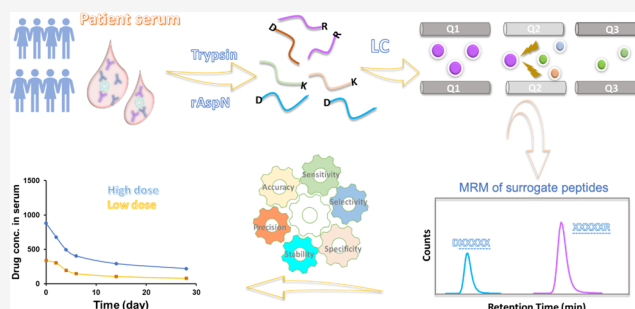 Patient serum
Trypsin
rAspN
D
R
R
K
K
D
D
LC
Q1
Q2
Q3
Q1
Q2
Q3
MRM of surrogate peptides
DXXXXX
XXXXXR
Counts
Retention Time (min)
Accuracy
Sensitivity
Selectivity
Precision
Stability
Specificity
High dose
Low dose
Drug conc. in serum
1500
1000
500
0
0
10
20
30
Time (day)